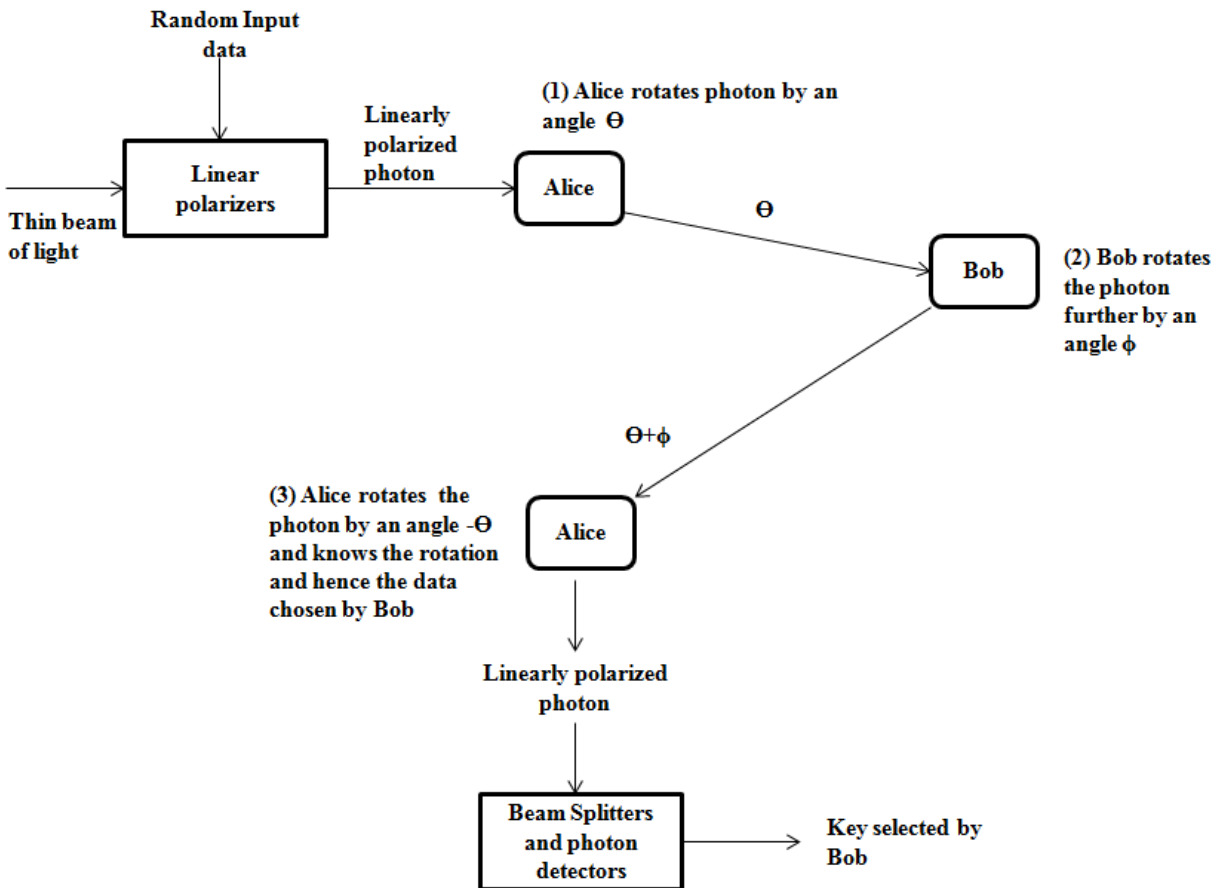 Random Input
data
Linear
polarizers
Thin beam
of light
Linearly
polarized
photon
(1) Alice rotates photon by an
angle Ɵ
Alice
Ɵ
Bob
(2) Bob rotates
the photon
further by an
angle ϕ
Ɵ+ϕ
(3) Alice rotates the
photon by an angle -Ɵ
and knows the rotation
and hence the data
chosen by Bob
Alice
Linearly polarized
photon
Beam Splitters
and photon
detectors
Key selected by
Bob